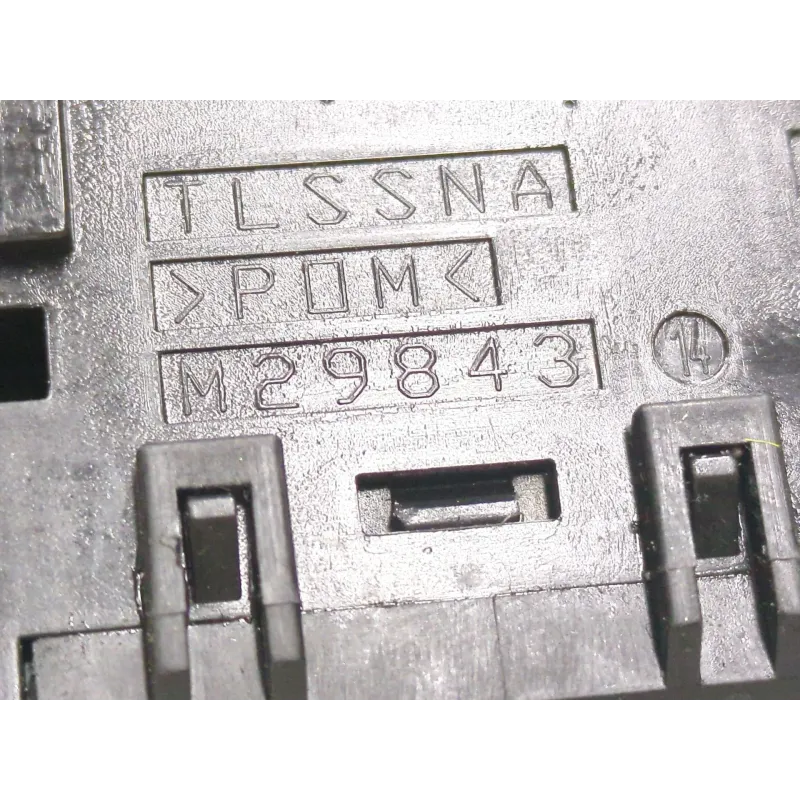 TLSSNA
>POM<
M29843
14